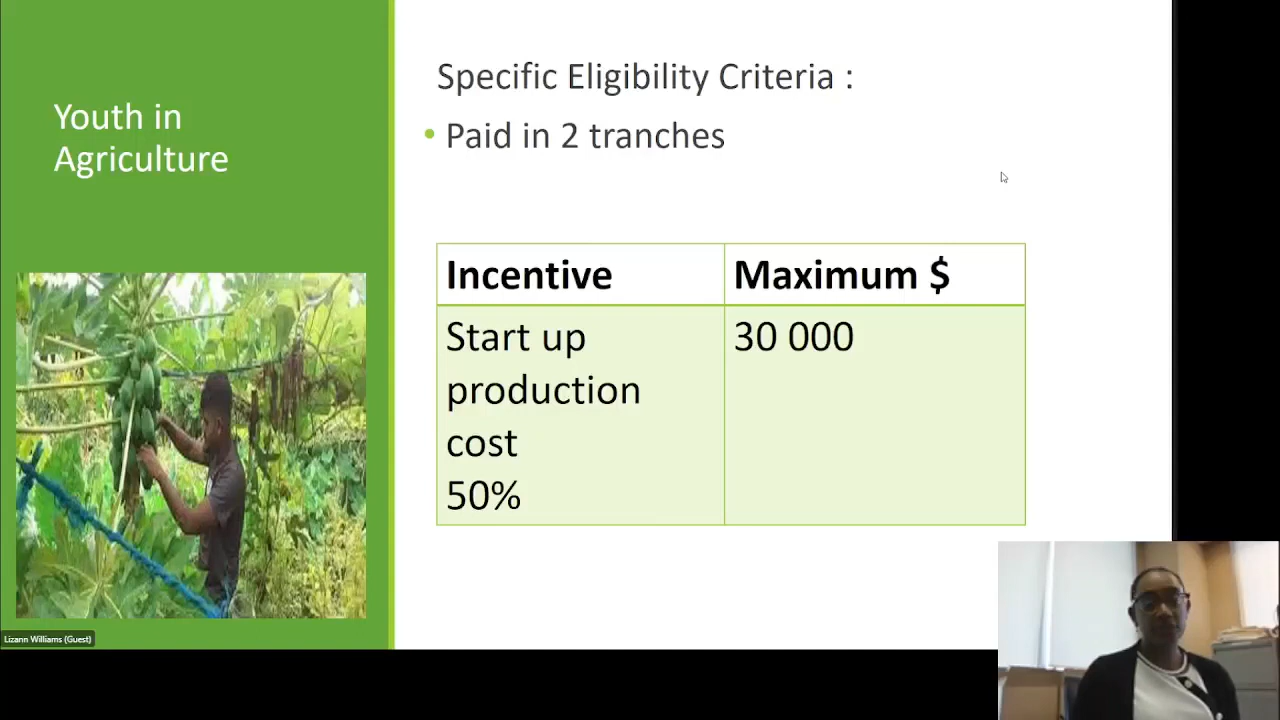 Youth in
Agriculture
Specific Eligibility Criteria :
• Paid in 2 tranches
Incentive
Maximum $
Start up
production
cost
50%
30 000
Lizann Williams (Guest)